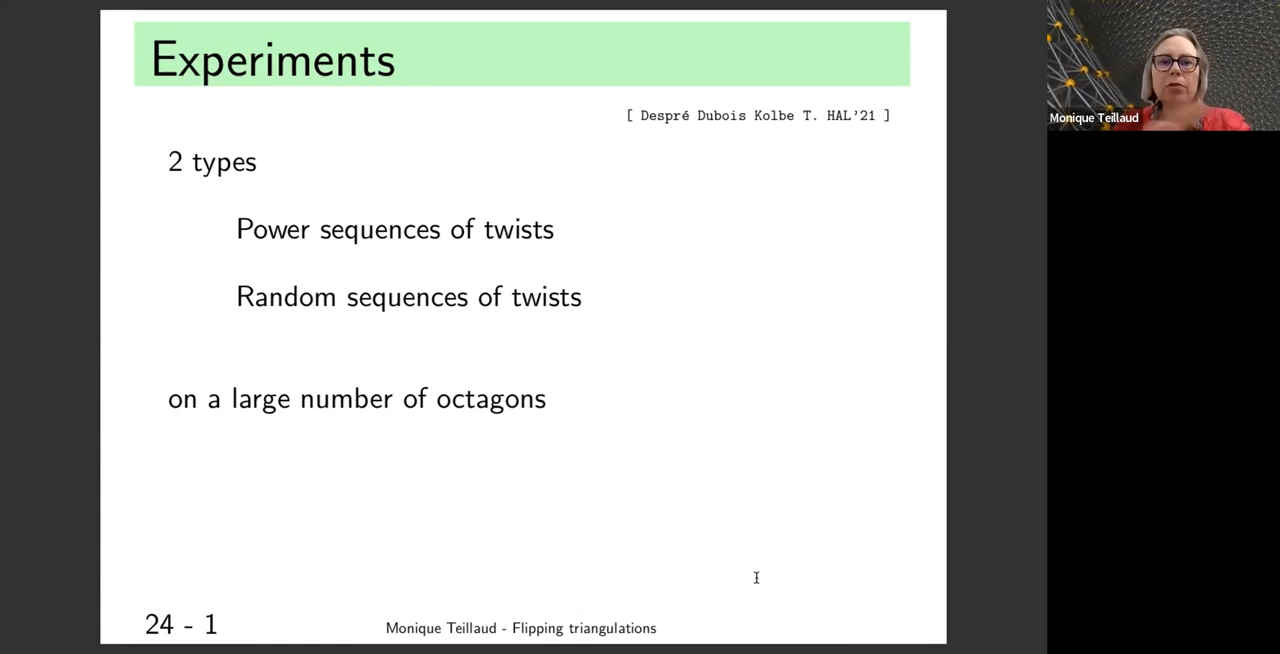 Experiments
[ Despré Dubois Kolbe T. HAL'21 ]
2 types
Power sequences of twists
Random sequences of twists
on a large number of octagons
24 - 1
Monique Teillaud - Flipping triangulations
Monique Teillaud